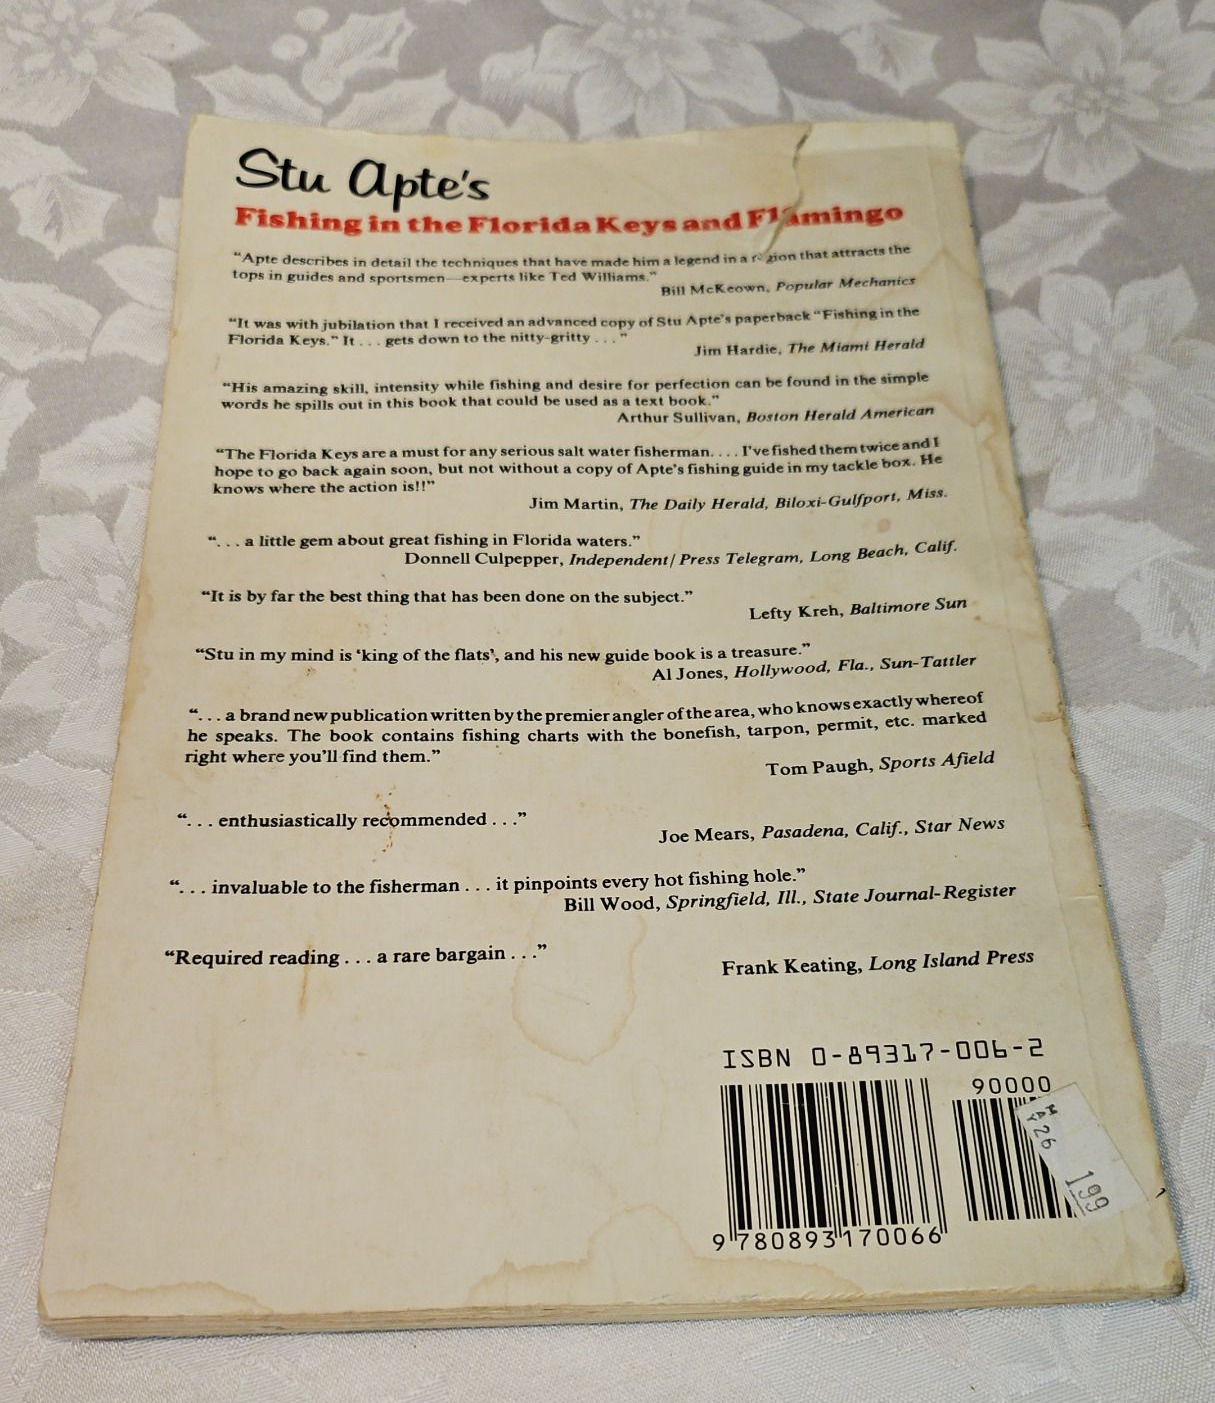 Stu Apte's
Fishing in the Florida Keys and Flamingo
"Apte describes in detail the techniques that have made him a legend in a region that attracts the
tops in guides and sportsmen—experts like Ted Williams."
Bill McKeown, Popular Mechanics
"It was with jubilation that I received an advanced copy of Stu Apte's paperback "Fishing in the
Florida Keys." It . . . gets down to the nitty-gritty . . . "
Jim Hardie, The Miami Herald
"His amazing skill, intensity while fishing and desire for perfection can be found in the simple
words he spills out in this book that could be used as a text book."
Arthur Sullivan, Boston Herald American
"The Florida Keys are a must for any serious salt water fisherman. . . . I've fished them twice and I
hope to go back again soon, but not without a copy of Apte's fishing guide in my tackle box. He
knows where the action is!!"
Jim Martin, The Daily Herald, Biloxi-Gulfport, Miss.
". . . a little gem about great fishing in Florida waters."
Donnell Culpepper, Independent/Press Telegram, Long Beach, Calif.
"It is by far the best thing that has been done on the subject."
Lefty Kreh, Baltimore Sun
"Stu in my mind is 'king of the flats', and his new guide book is a treasure."
Al Jones, Hollywood, Fla., Sun-Tattler
". . . a brand new publication written by the premier angler of the area, who knows exactly whereof
he speaks. The book contains fishing charts with the bonefish, tarpon, permit, etc. marked
right where you'll find them."
Tom Paugh, Sports Afield
". . . enthusiastically recommended . . ."
Joe Mears, Pasadena, Calif., Star News
". . . invaluable to the fisherman . . . it pinpoints every hot fishing hole."
Bill Wood, Springfield, Ill., State Journal-Register
"Required reading . . . a rare bargain . . ."
Frank Keating, Long Island Press
ISBN 0-89317-006-2
90000
MAY 26
199
9 780893 170066